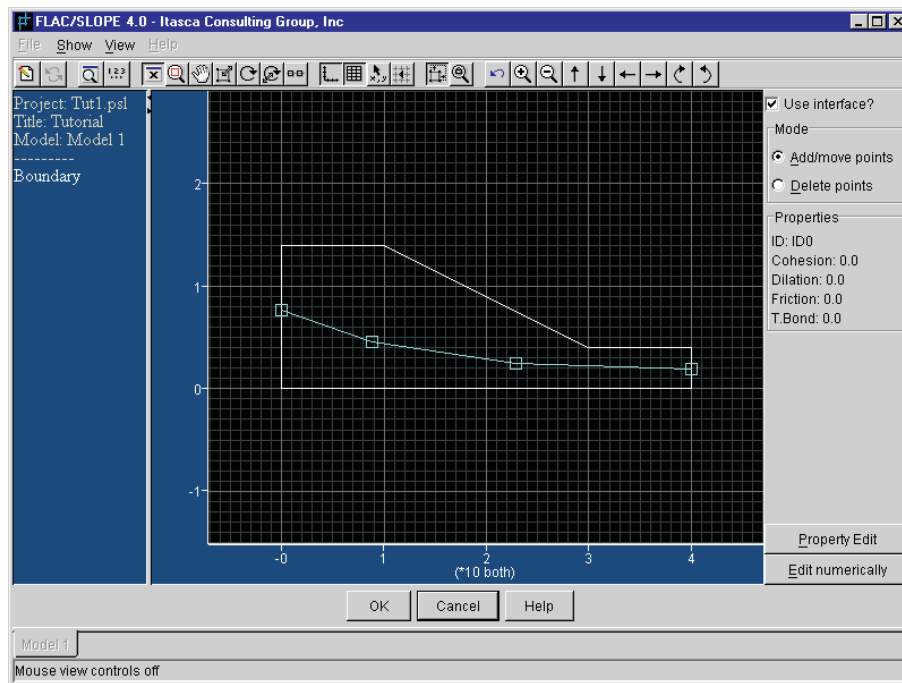 FLAC/SLOPE 4.0 - Itasca Consulting Group, Inc
File Show View Help
1 2 3
x,y
Project: Tut1.psl
Title: Tutorial
Model: Model 1
---------
Boundary
2
1
0
-1
-0 1 2 3 4
(*10 both)
Use interface?
Mode
Add/move points
Delete points
Properties
ID: ID0
Cohesion: 0.0
Dilation: 0.0
Friction: 0.0
T.Bond: 0.0
Property Edit
Edit numerically
OK Cancel Help
Model 1
Mouse view controls off